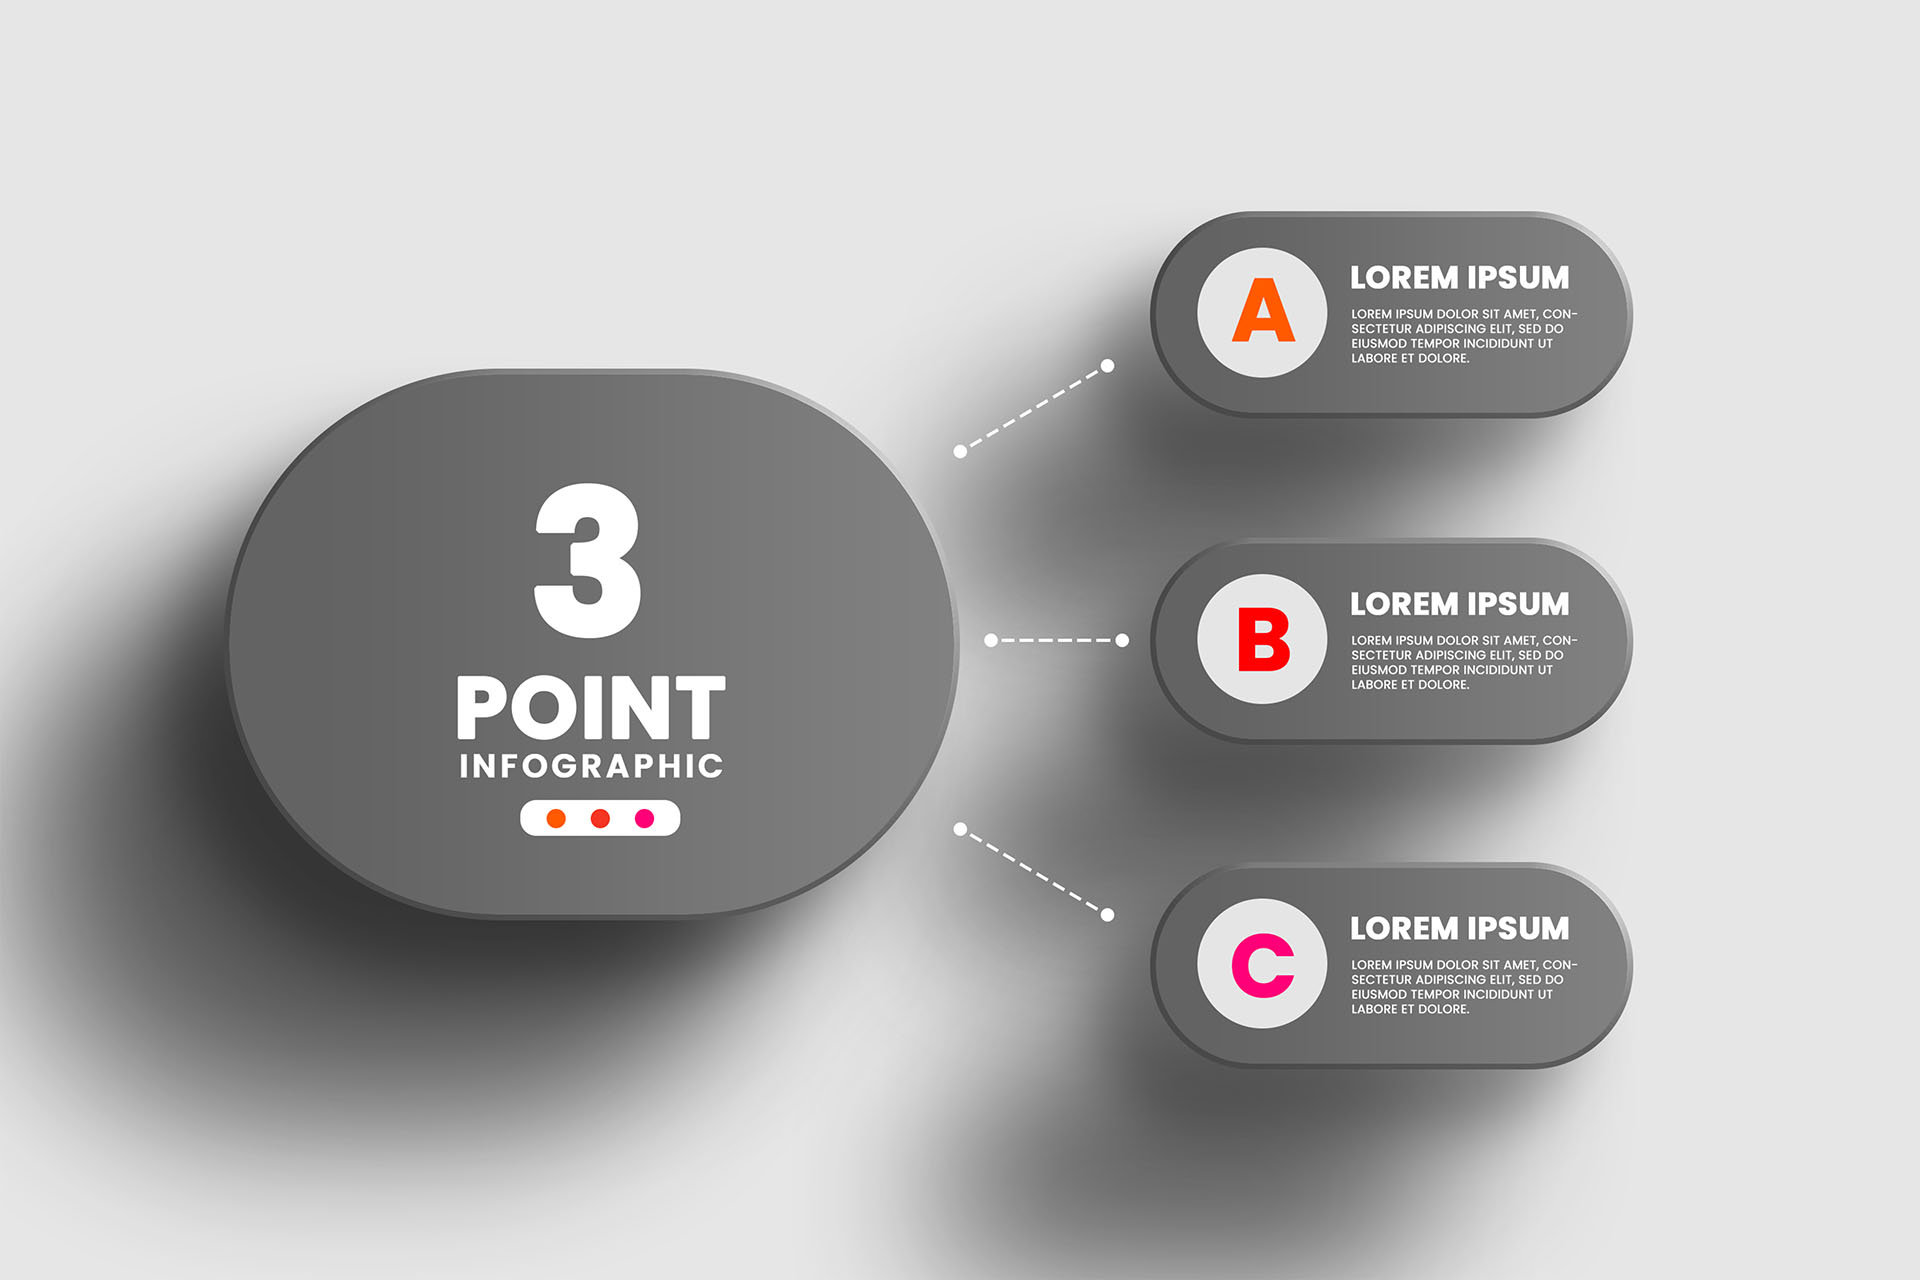 3
POINT
INFOGRAPHIC
A
LOREM IPSUM
LOREM IPSUM DOLOR SIT AMET, CON-
SECTETUR ADIPISCING ELIT, SED DO
EIUSMOD TEMPOR INCIDIDUNT UT
LABORE ET DOLORE.
B
LOREM IPSUM
LOREM IPSUM DOLOR SIT AMET, CON-
SECTETUR ADIPISCING ELIT, SED DO
EIUSMOD TEMPOR INCIDIDUNT UT
LABORE ET DOLORE.
C
LOREM IPSUM
LOREM IPSUM DOLOR SIT AMET, CON-
SECTETUR ADIPISCING ELIT, SED DO
EIUSMOD TEMPOR INCIDIDUNT UT
LABORE ET DOLORE.